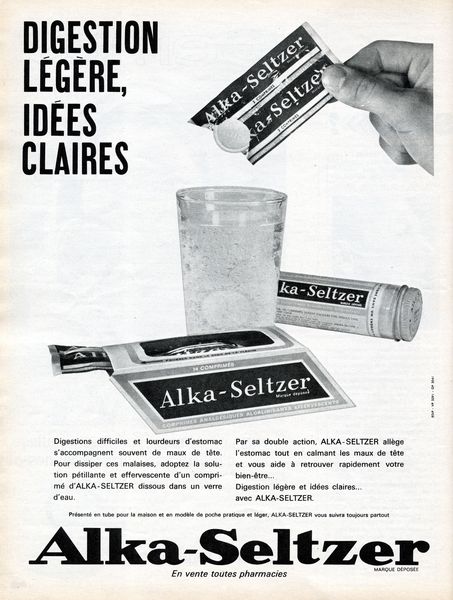 DIGESTION
LÉGÈRE,
IDÉES
CLAIRES
Alka-Seltzer
Alka-Seltzer
ka-Seltzer
14 COMPRIMÉS
Alka-Seltzer
Marque déposée
COMPRIMÉS ANALGÉSIQUES ALCALINISANTS EFFERVESCENTS
Digestions difficiles et lourdeurs d'estomac
s'accompagnent souvent de maux de tête.
Pour dissiper ces malaises, adoptez la solu-
tion pétillante et effervescente d'un compri-
mé d'ALKA-SELTZER dissous dans un verre
d'eau.
Par sa double action, ALKA-SELTZER allège
l'estomac tout en calmant les maux de tête
et vous aide à retrouver rapidement votre
bien-être...
Digestion légère et idées claires...
avec ALKA-SELTZER.
Présenté en tube pour la maison et en modèle de poche pratique et léger, ALKA-SELTZER vous suivra toujours partout
Alka-Seltzer
MARQUE DÉPOSÉE
En vente toutes pharmacies